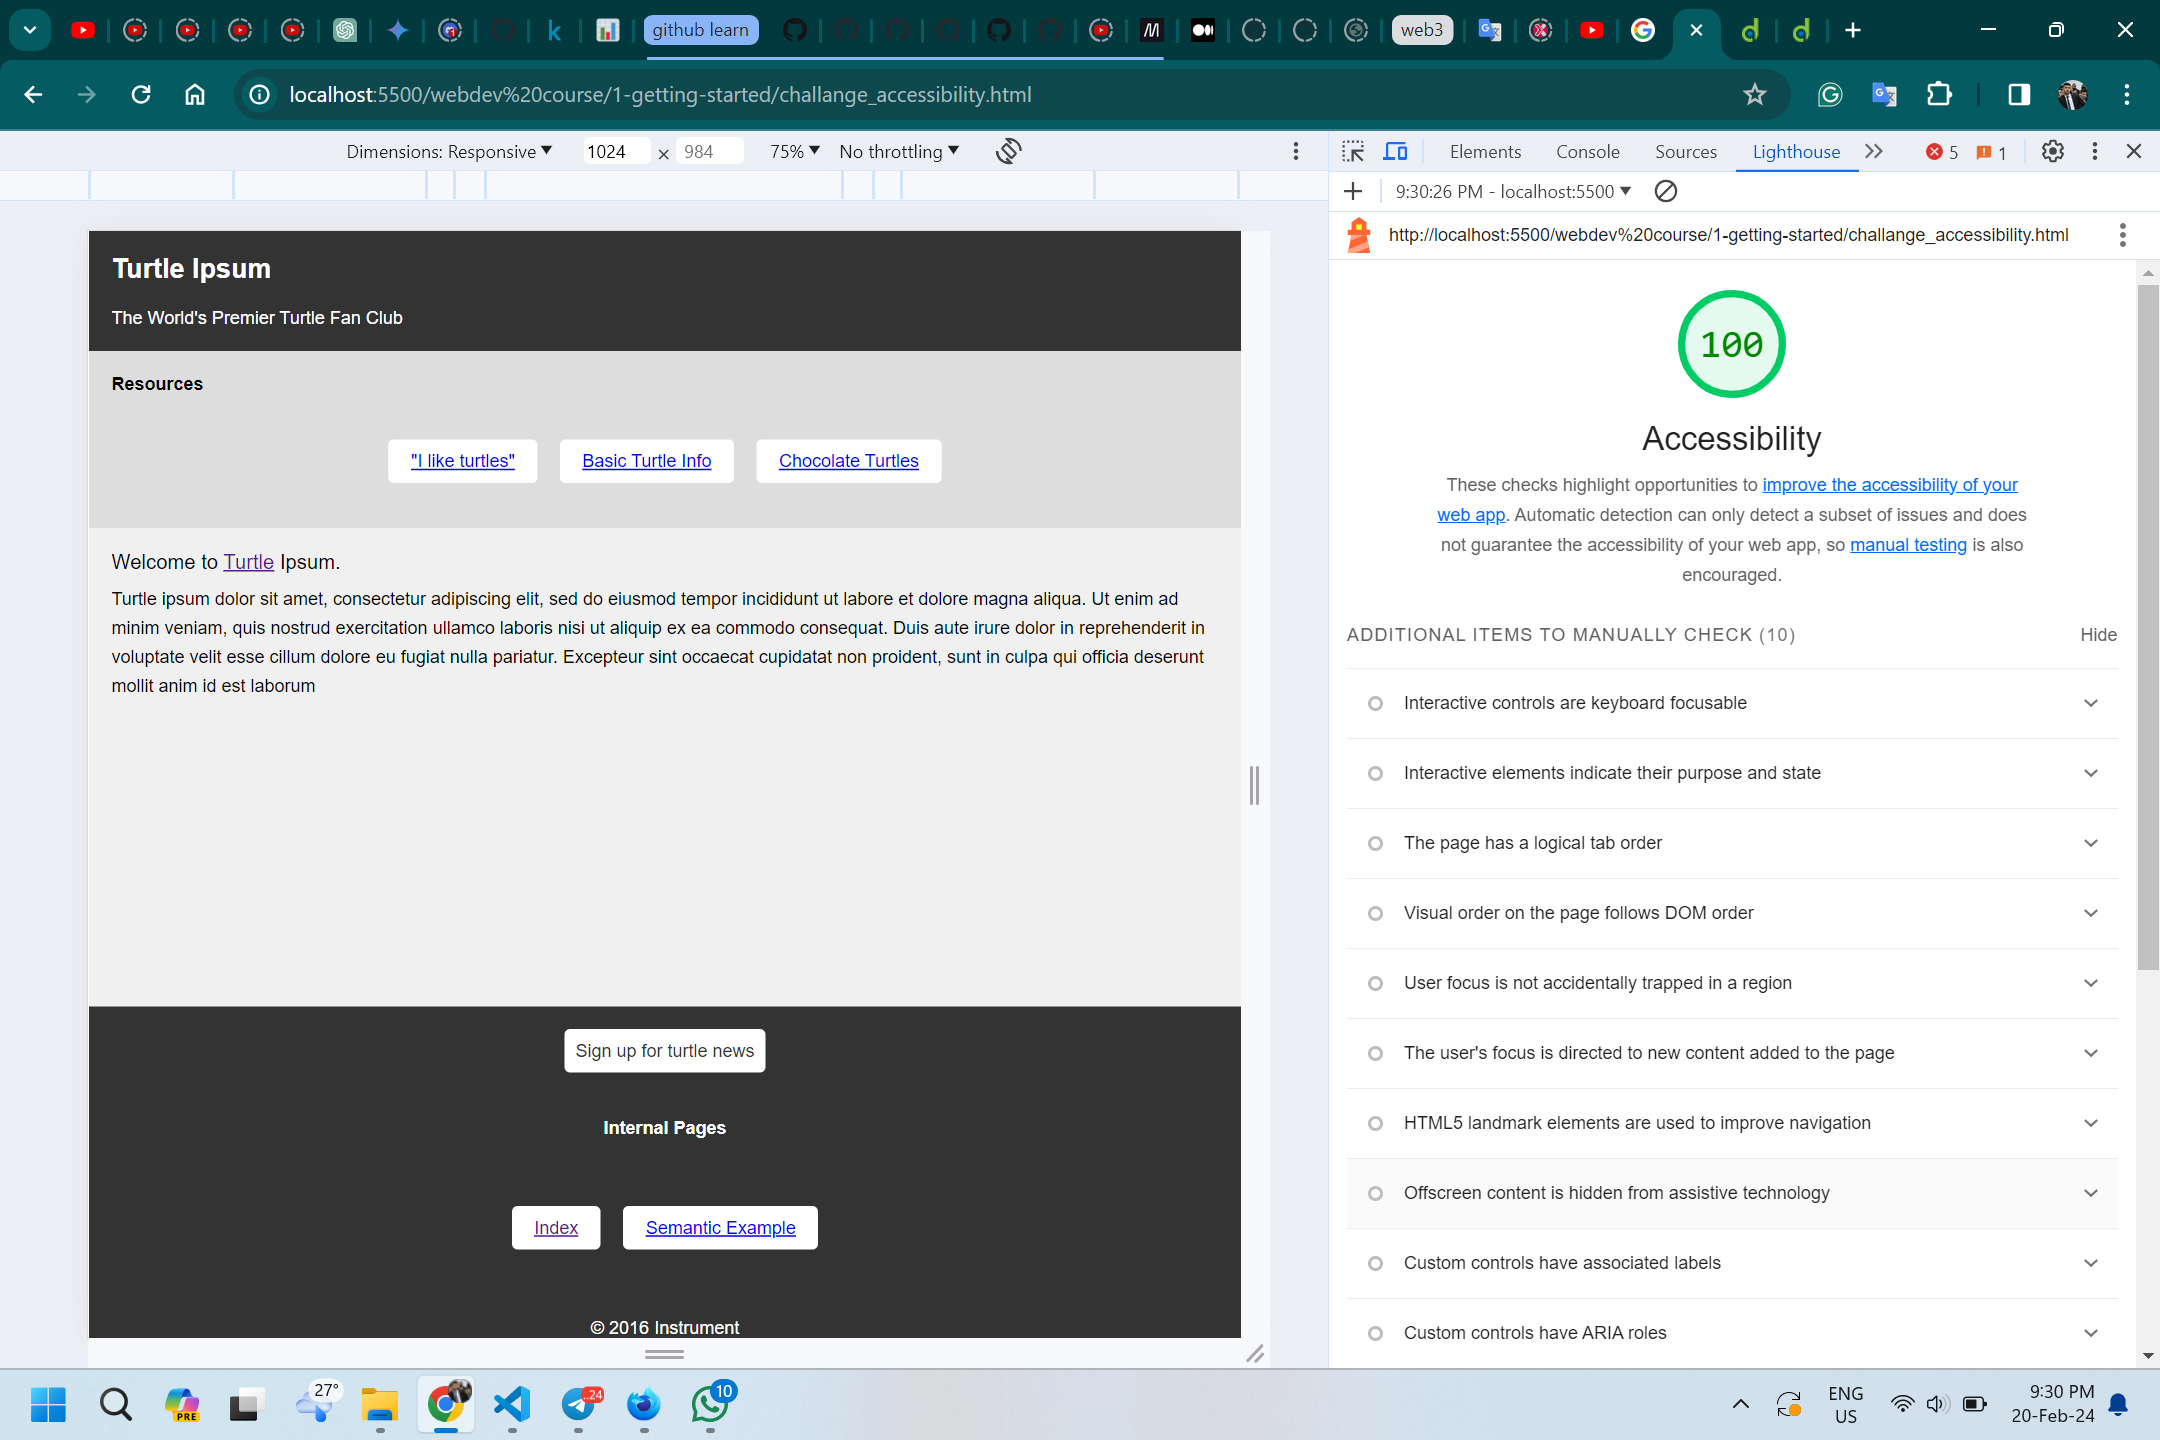 github learn
web3
localhost:5500/webdev%20course/1-getting-started/challange_accessibility.html
Dimensions: Responsive
1024
×
984
75%
No throttling
Elements
Console
Sources
Lighthouse
5
1
9:30:26 PM - localhost:5500
http://localhost:5500/webdev%20course/1-getting-started/challange_accessibility.html
Turtle Ipsum
The World's Premier Turtle Fan Club
Resources
"I like turtles"
Basic Turtle Info
Chocolate Turtles
Welcome to Turtle Ipsum.
Turtle ipsum dolor sit amet, consectetur adipiscing elit, sed do eiusmod tempor incididunt ut labore et dolore magna aliqua. Ut enim ad
minim veniam, quis nostrud exercitation ullamco laboris nisi ut aliquip ex ea commodo consequat. Duis aute irure dolor in reprehenderit in
voluptate velit esse cillum dolore eu fugiat nulla pariatur. Excepteur sint occaecat cupidatat non proident, sunt in culpa qui officia deserunt
mollit anim id est laborum
Sign up for turtle news
Internal Pages
Index
Semantic Example
© 2016 Instrument
100
Accessibility
These checks highlight opportunities to improve the accessibility of your
web app. Automatic detection can only detect a subset of issues and does
not guarantee the accessibility of your web app, so manual testing is also
encouraged.
ADDITIONAL ITEMS TO MANUALLY CHECK (10)
Hide
Interactive controls are keyboard focusable
Interactive elements indicate their purpose and state
The page has a logical tab order
Visual order on the page follows DOM order
User focus is not accidentally trapped in a region
The user's focus is directed to new content added to the page
HTML5 landmark elements are used to improve navigation
Offscreen content is hidden from assistive technology
Custom controls have associated labels
Custom controls have ARIA roles
PRE
27°
..24
10
ENG
US
9:30 PM
20-Feb-24